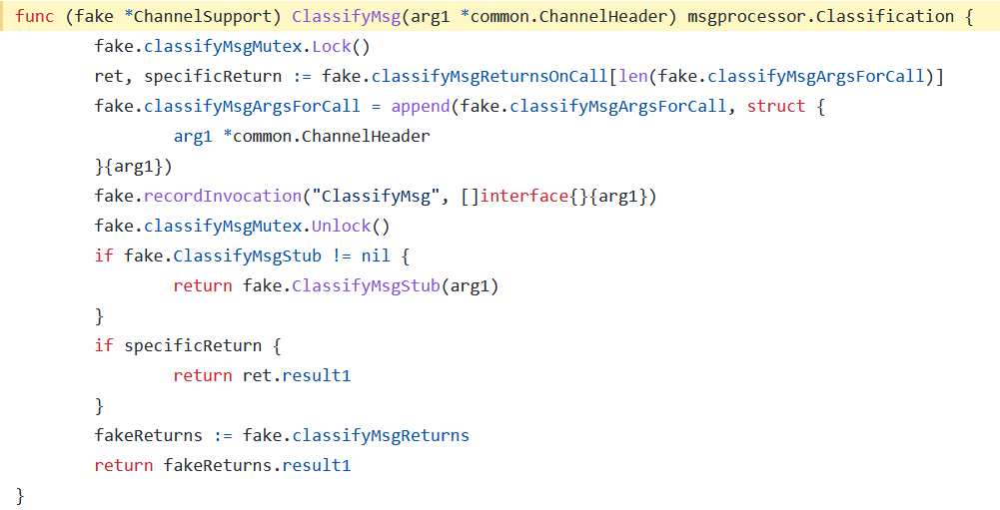 func (fake *ChannelSupport) ClassifyMsg(arg1 *common.ChannelHeader) msgprocessor.Classification {
        fake.classifyMsgMutex.Lock()
        ret, specificReturn := fake.classifyMsgReturnsOnCall[len(fake.classifyMsgArgsForCall)]
        fake.classifyMsgArgsForCall = append(fake.classifyMsgArgsForCall, struct {
                arg1 *common.ChannelHeader
        }{arg1})
        fake.recordInvocation("ClassifyMsg", []interface{}{arg1})
        fake.classifyMsgMutex.Unlock()
        if fake.ClassifyMsgStub != nil {
                return fake.ClassifyMsgStub(arg1)
        }
        if specificReturn {
                return ret.result1
        }
        fakeReturns := fake.classifyMsgReturns
        return fakeReturns.result1
}